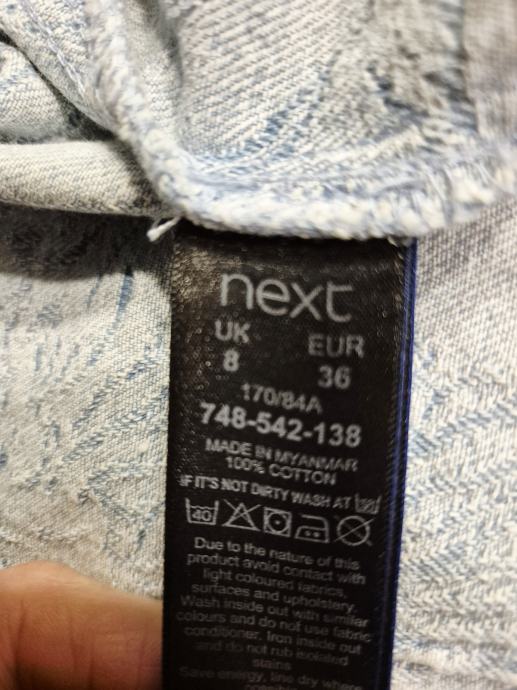 next
UK EUR
8 36
170/84A
748-542-138
MADE IN MYANMAR
100% COTTON
IF IT'S NOT DIRTY WASH AT 30
40
Due to the nature of this
product avoid contact with
light coloured fabrics,
surfaces and upholstery.
Wash inside out with similar
colours and do not use fabric
conditioner. Iron inside out
and do not rub isolated
stains
Save energy, line dry where